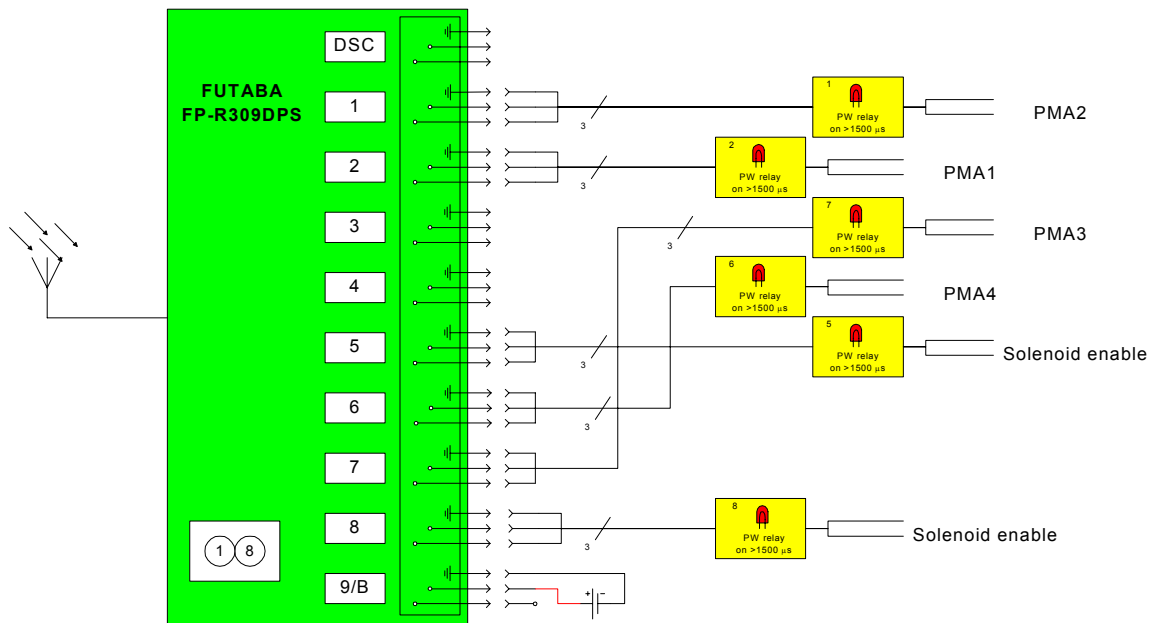 DSC
FUTABA
FP-R309DPS
1
2
3
4
5
6
7
8
9/B
1 8
3
3
3
3
3
3
1
PW relay
on >1500 µs
PMA2
2
PW relay
on >1500 µs
PMA1
7
PW relay
on >1500 µs
PMA3
6
PW relay
on >1500 µs
PMA4
5
PW relay
on >1500 µs
Solenoid enable
8
PW relay
on >1500 µs
Solenoid enable
+ –